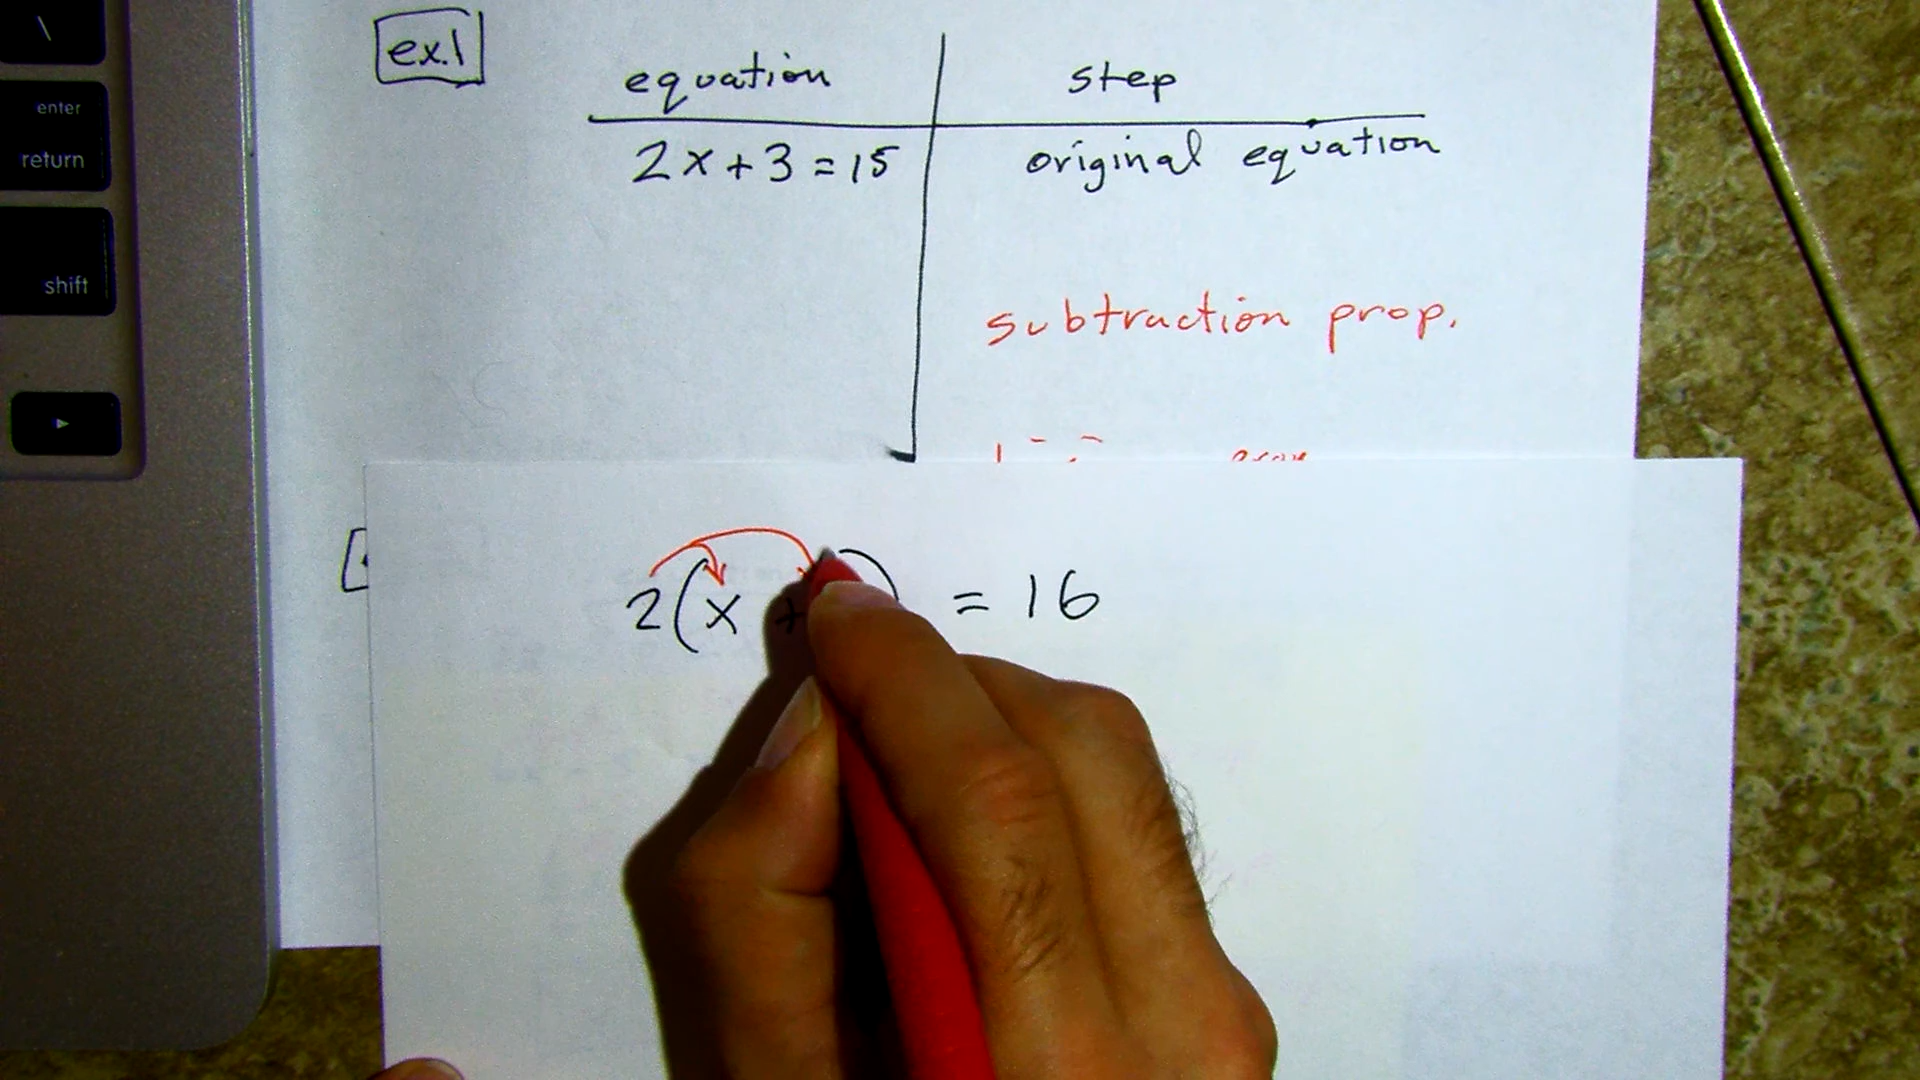 \
enter
return
shift
ex.1
equation step
2x+3=15 original equation
subtraction prop.
2(x + ) = 16